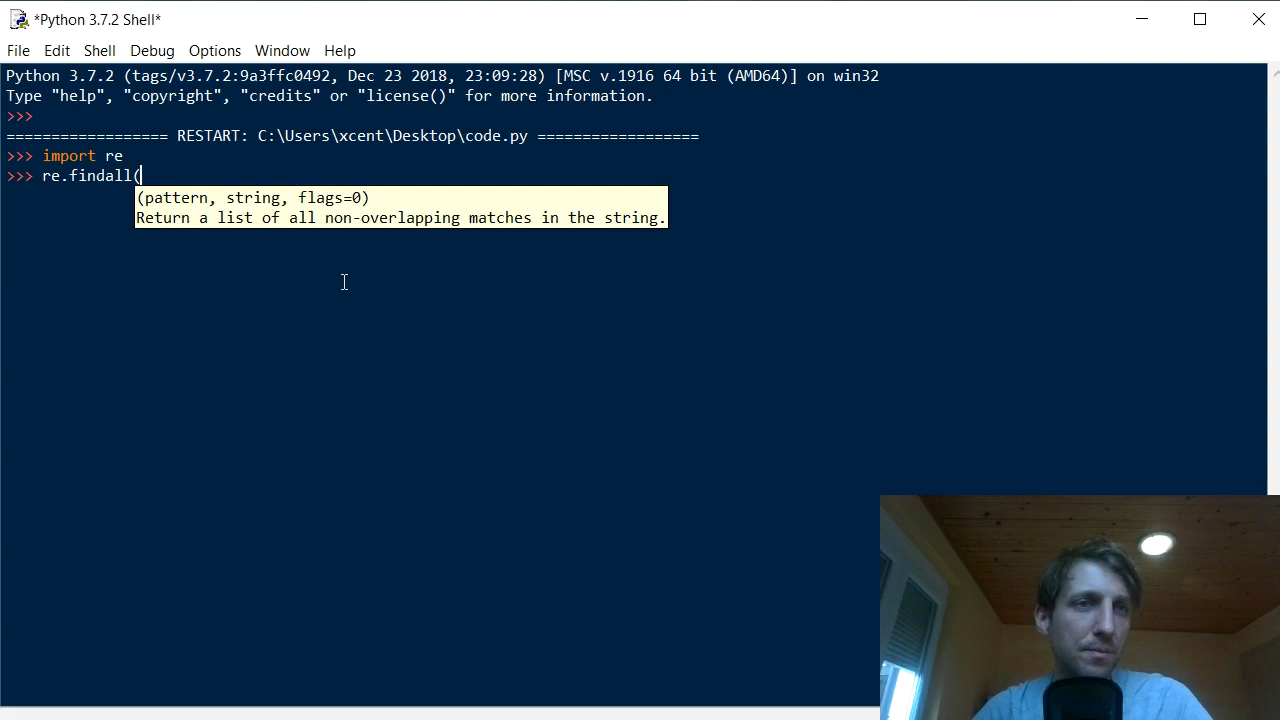 *Python 3.7.2 Shell*
File Edit Shell Debug Options Window Help
Python 3.7.2 (tags/v3.7.2:9a3ffc0492, Dec 23 2018, 23:09:28) [MSC v.1916 64 bit (AMD64)] on win32
Type "help", "copyright", "credits" or "license()" for more information.
>>>
================== RESTART: C:\Users\xcent\Desktop\code.py ==================
>>> import re
>>> re.findall(
(pattern, string, flags=0)
Return a list of all non-overlapping matches in the string.